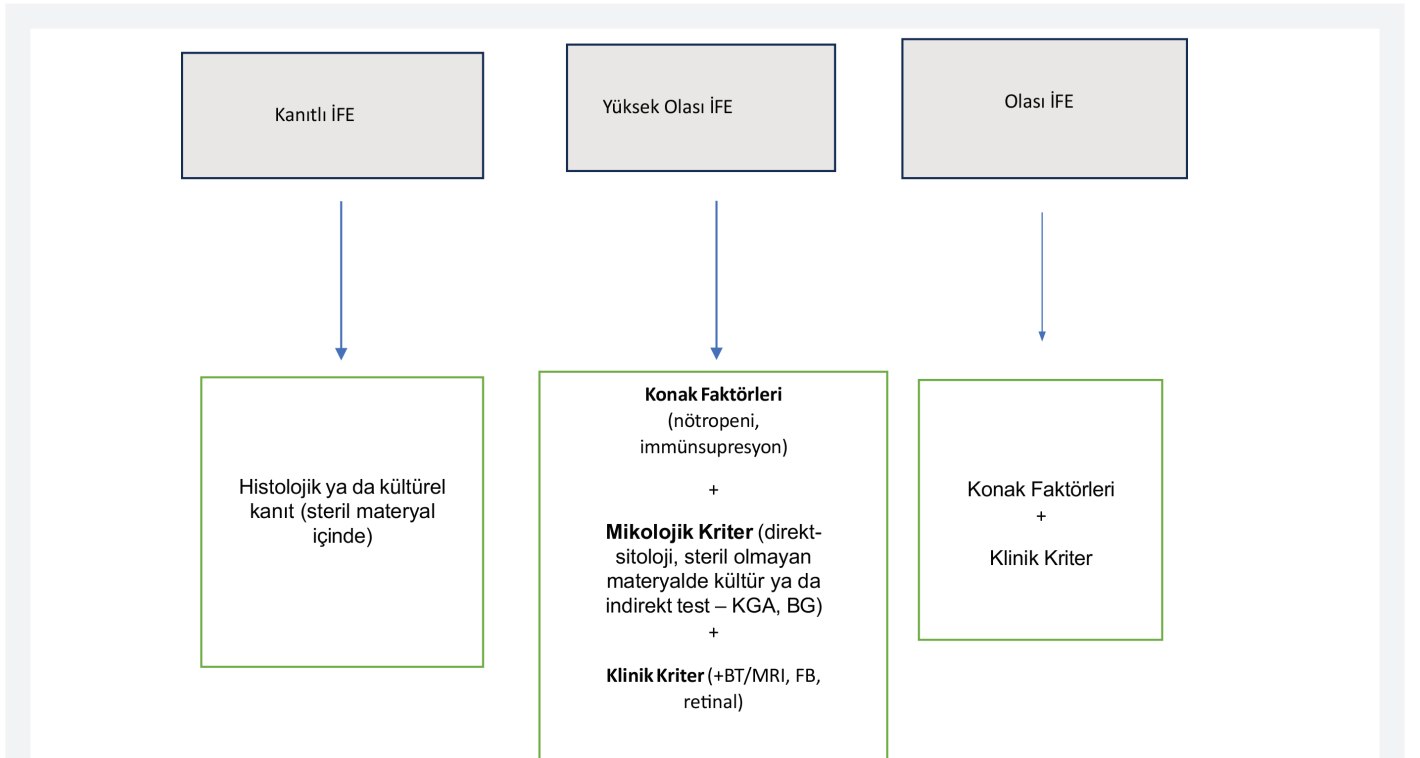 Kanıtlı İFE
Yüksek Olası İFE
Olası İFE
Histolojik ya da kültürel
kanıt (steril materyal
içinde)
Konak Faktörleri
(nötropeni,
immünsupresyon)
+
Mikolojik Kriter (direkt-
sitoloji, steril olmayan
materyalde kültür ya da
indirekt test – KGA, BG)
+
Klinik Kriter (+BT/MRI, FB,
retinal)
Konak Faktörleri
+
Klinik Kriter